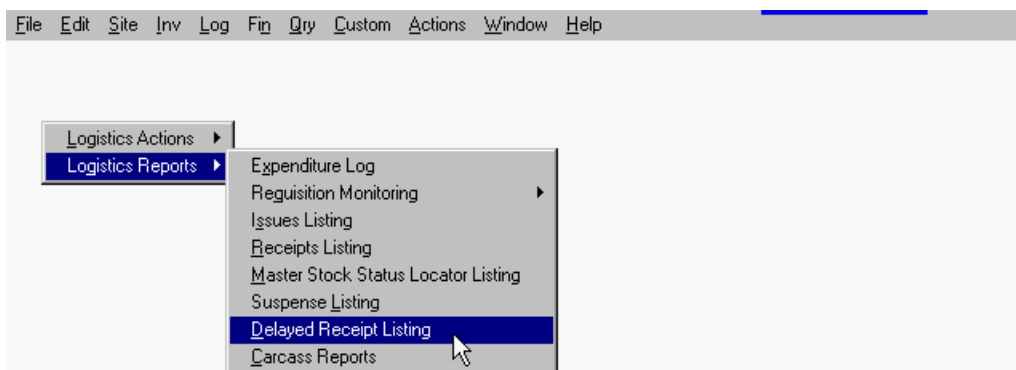 File Edit Site Inv Log Fin Qry Custom Actions Window Help
Logistics Actions
Logistics Reports
Expenditure Log
Reguisition Monitoring
Issues Listing
Receipts Listing
Master Stock Status Locator Listing
Suspense Listing
Delayed Receipt Listing
Carcass Reports